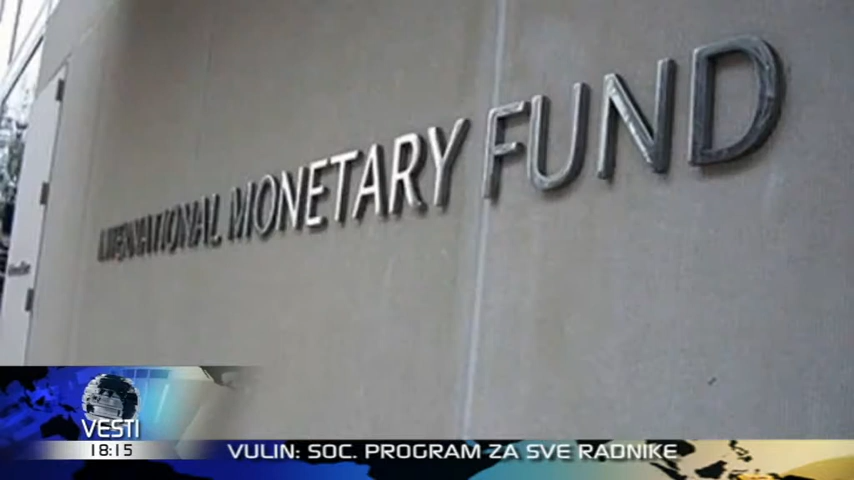 INTERNATIONAL MONETARY FUND
VESTI
18:15
VULIN: SOC. PROGRAM ZA SVE RADNIKE